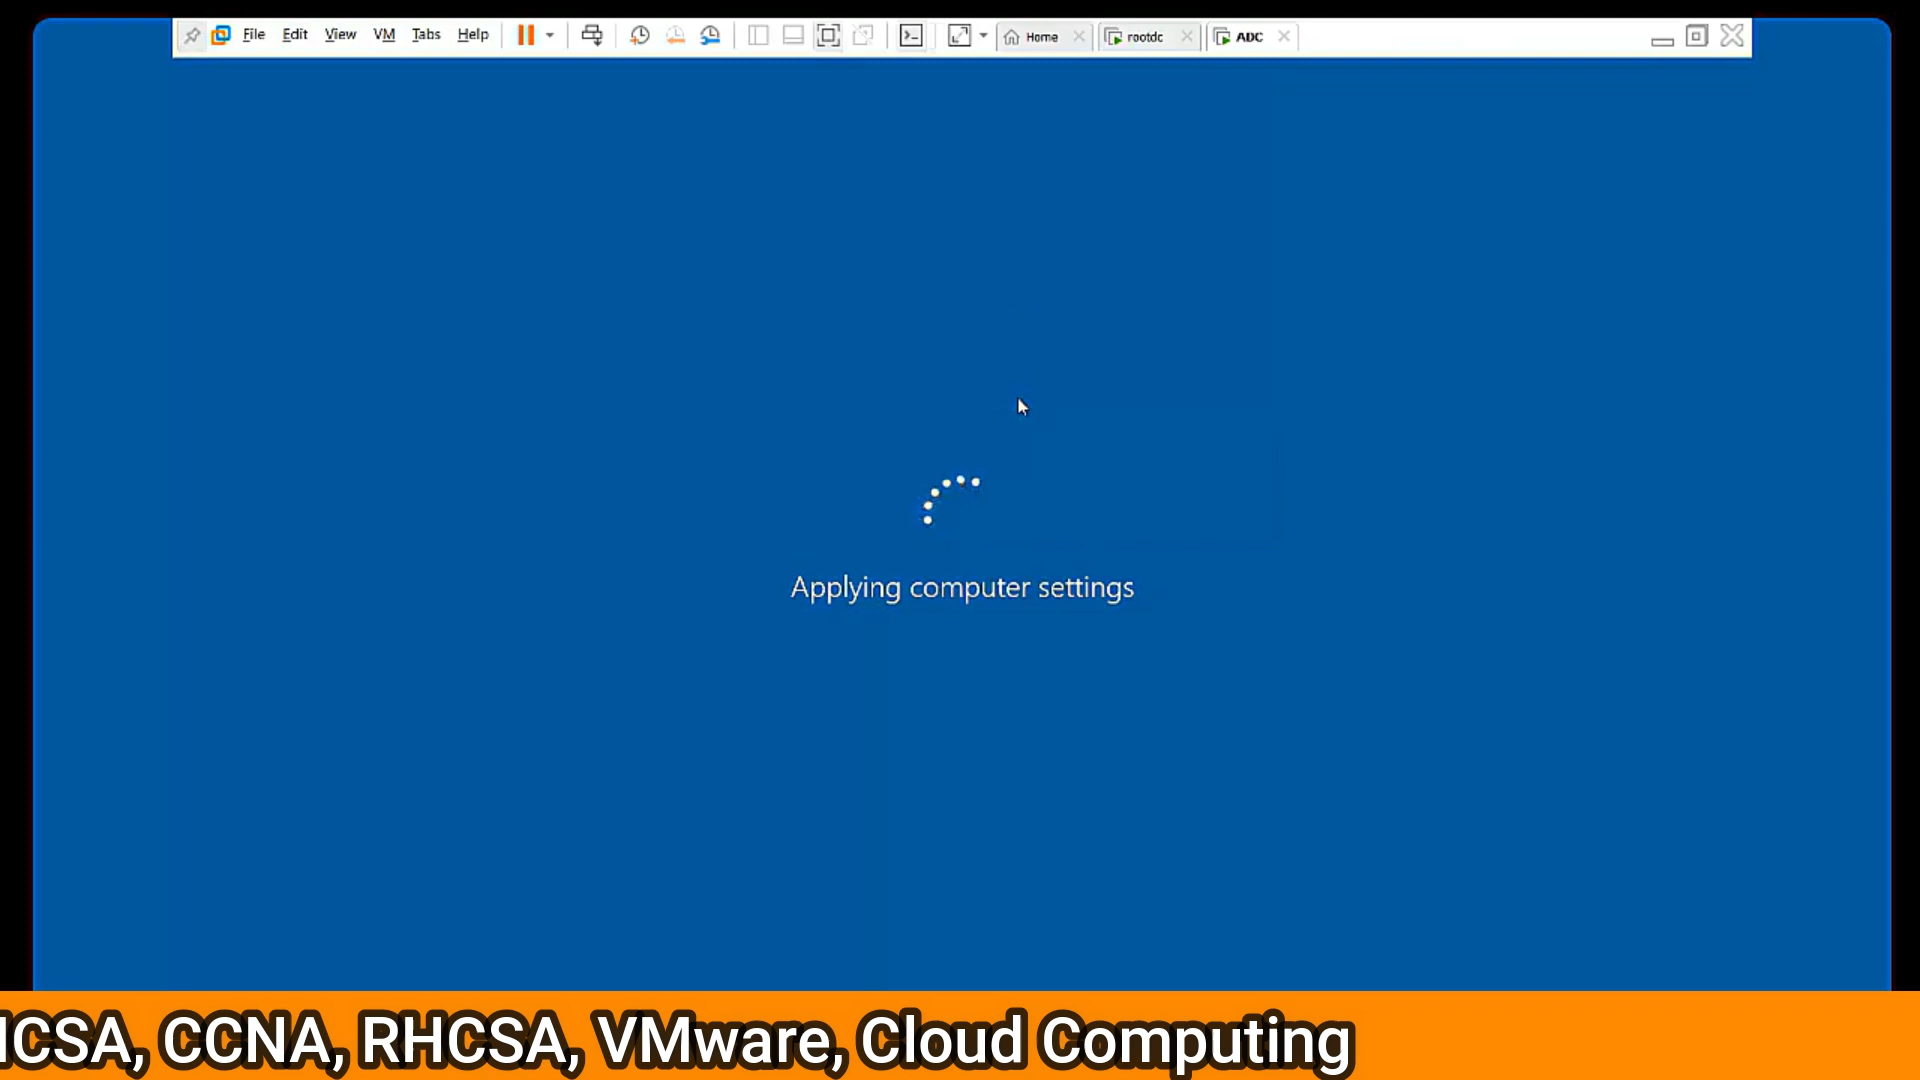 File Edit View VM Tabs Help Home rootdc ADC
Applying computer settings
CSA, CCNA, RHCSA, VMware, Cloud Computing